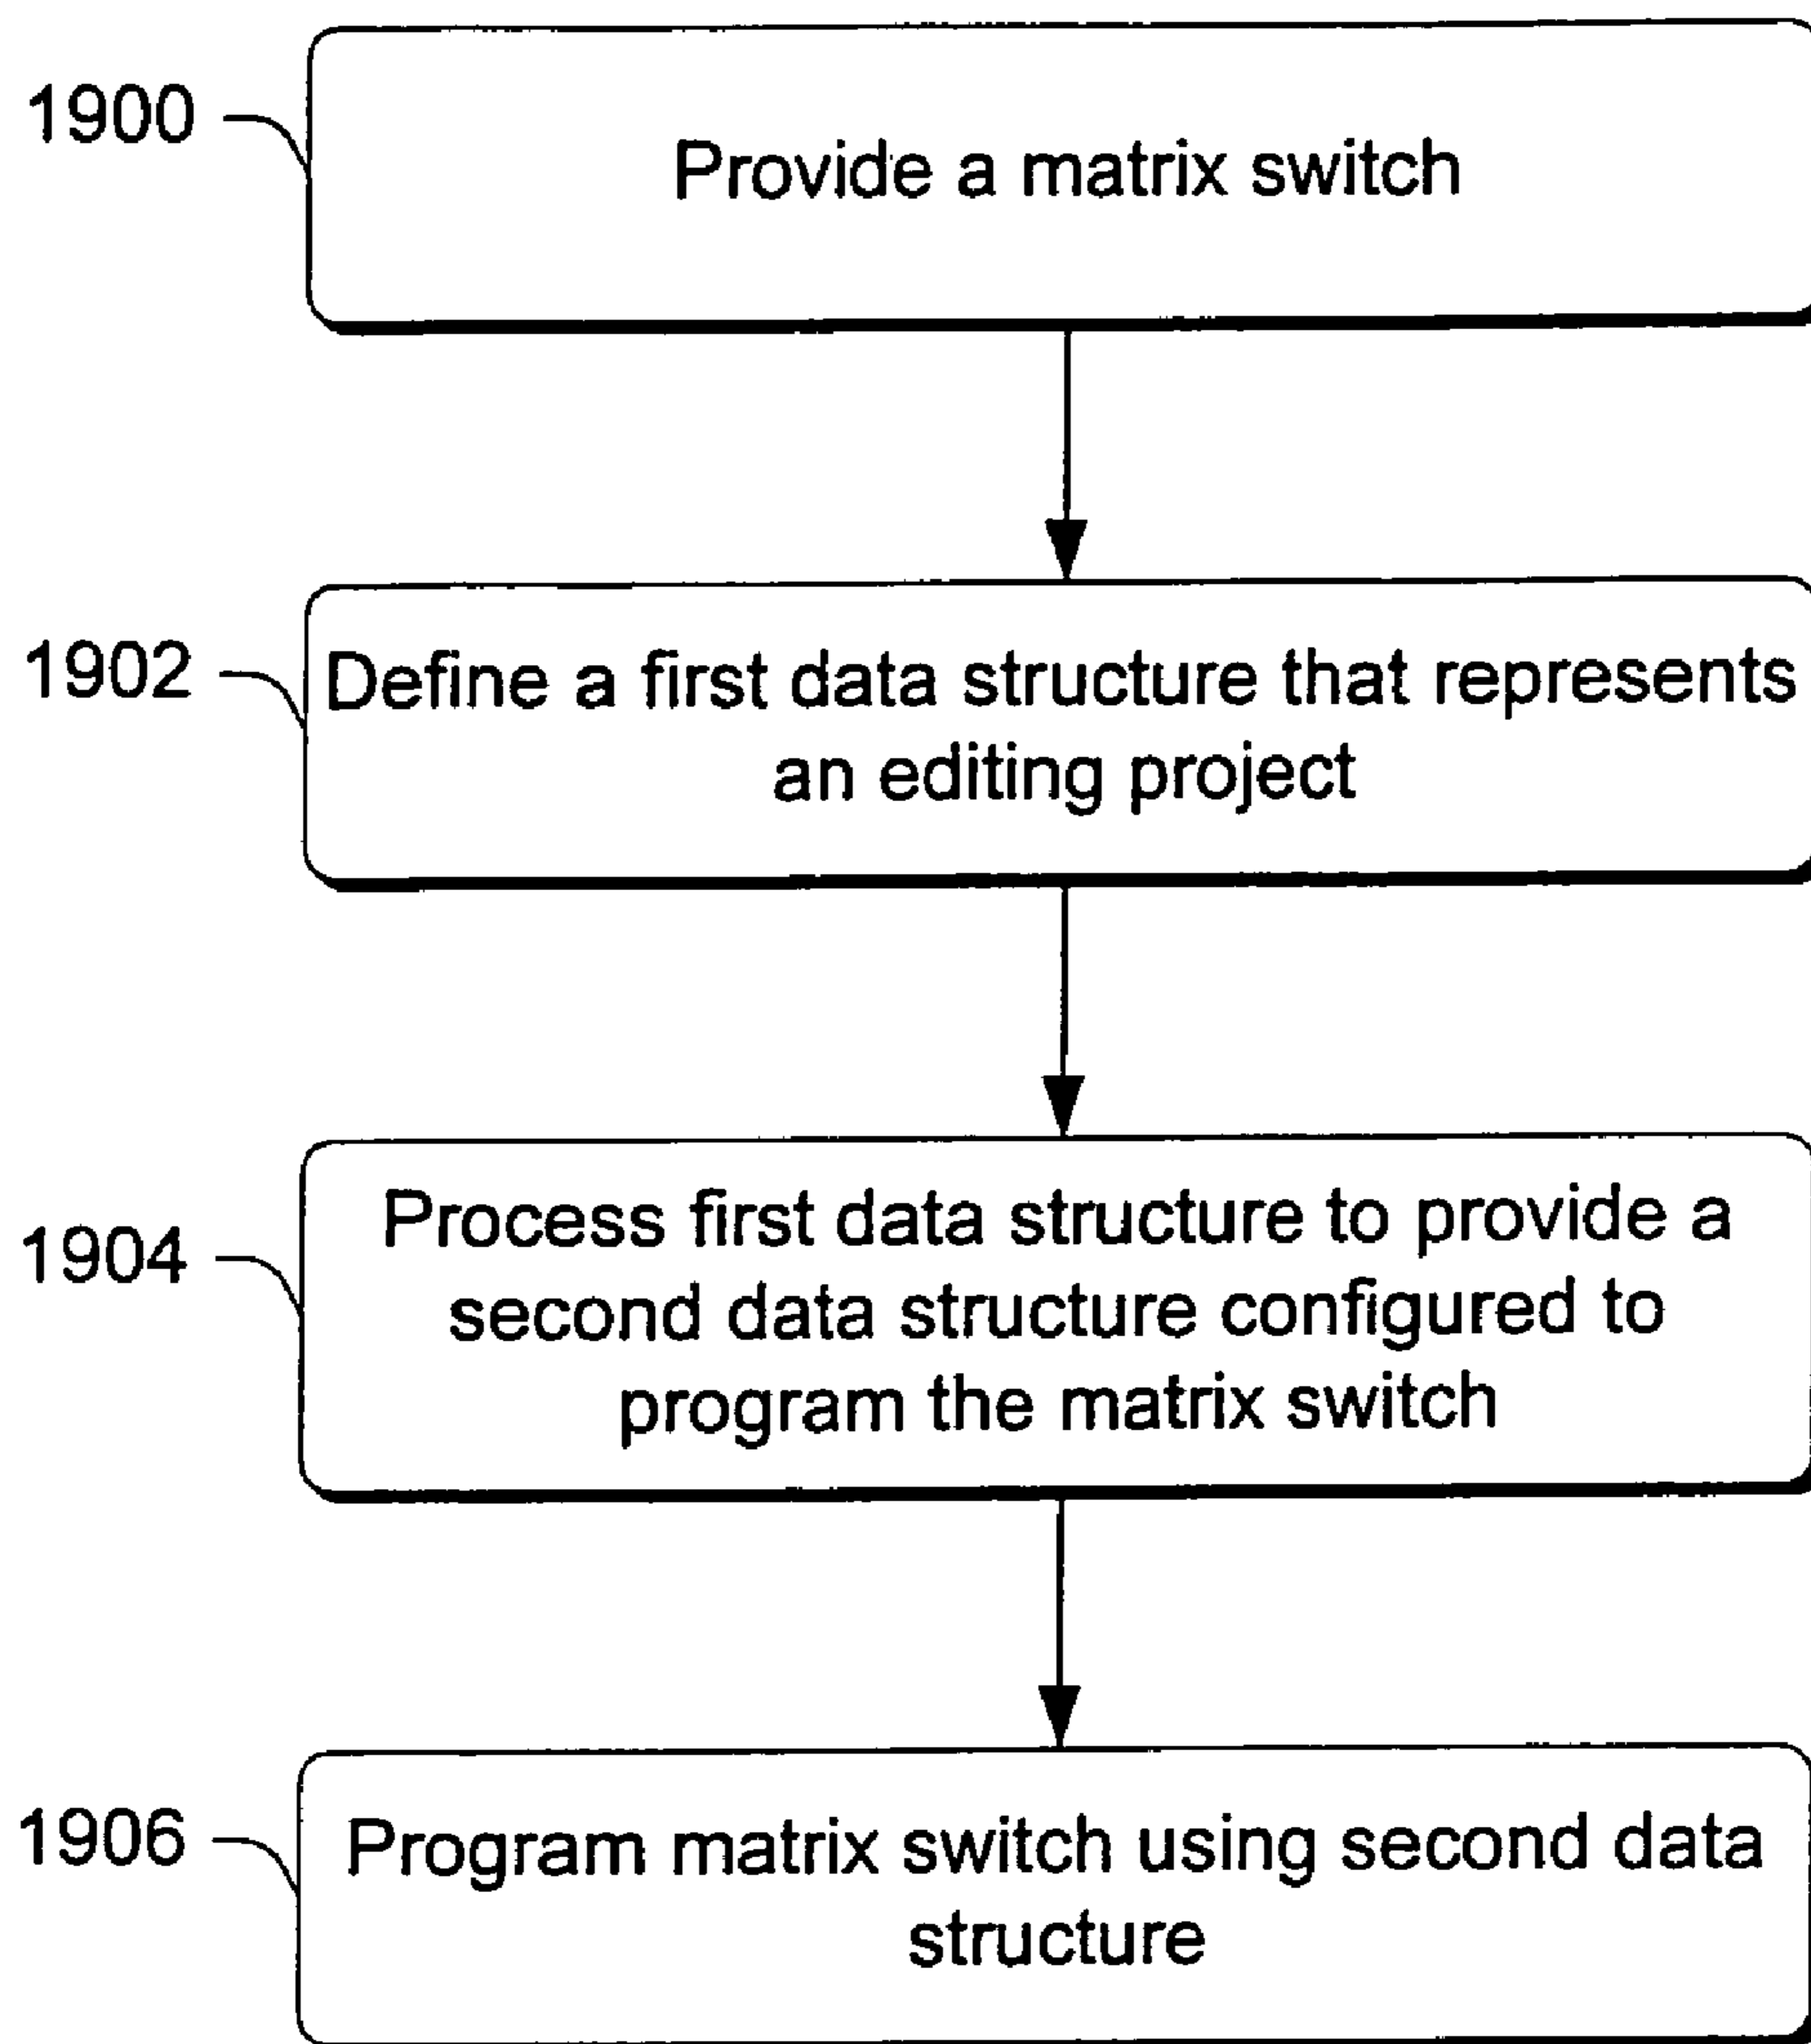 1900
Provide a matrix switch
1902
Define a first data structure that represents
an editing project
1904
Process first data structure to provide a
second data structure configured to
program the matrix switch
1906
Program matrix switch using second data
structure